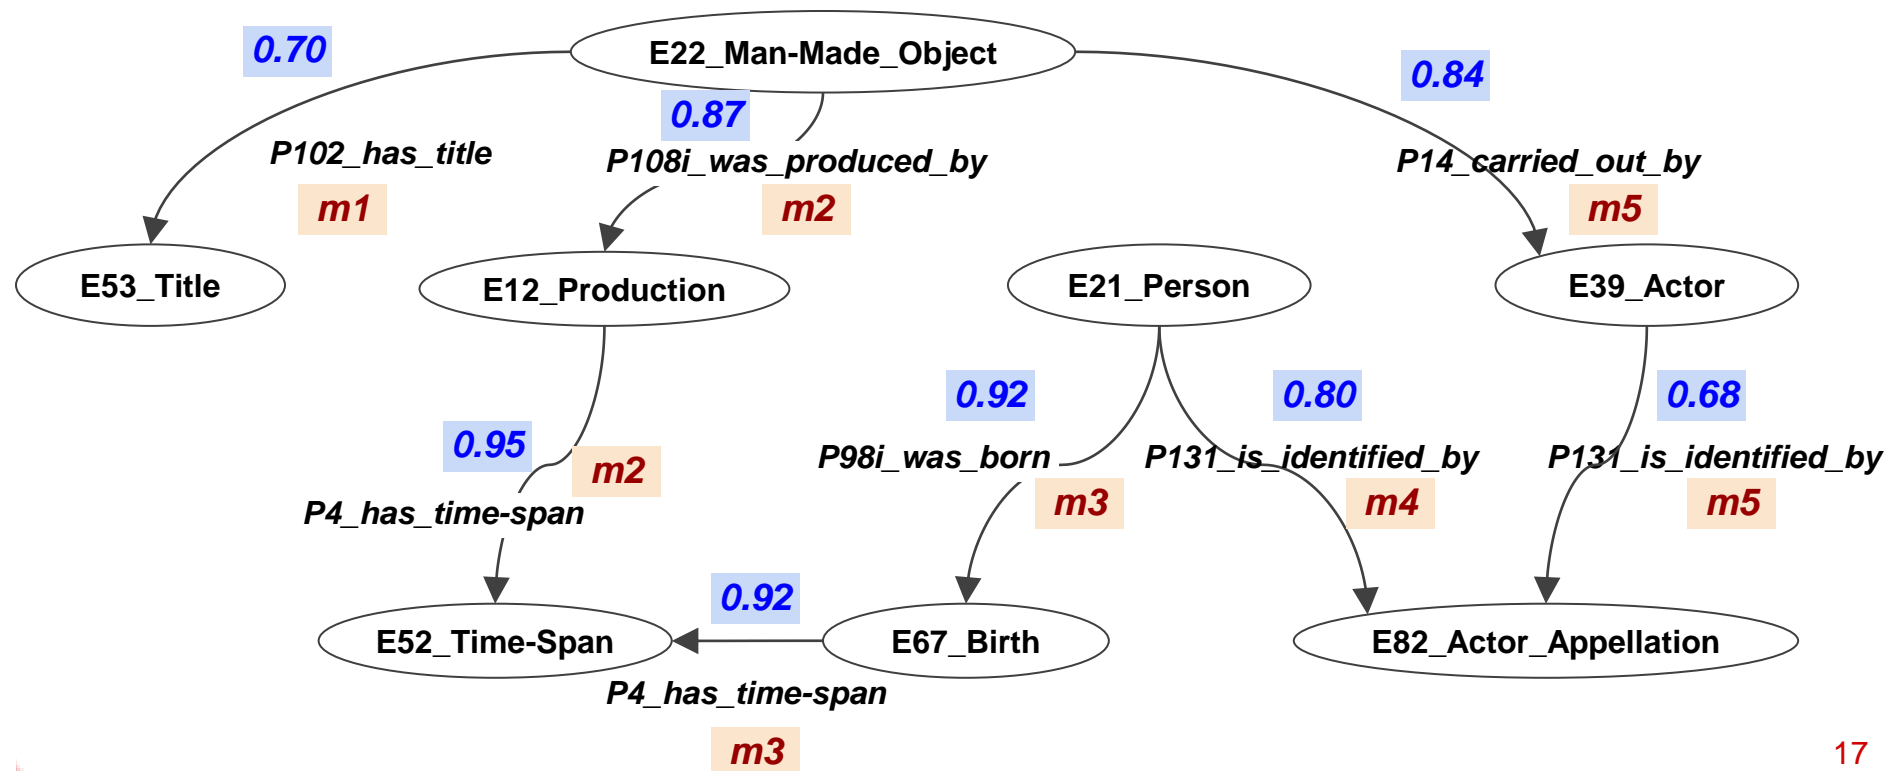 0.70
E22_Man-Made_Object
0.84
0.87
P102_has_title
P108i_was_produced_by
P14_carried_out_by
m1
m2
m5
E53_Title
E12_Production
E21_Person
E39_Actor
0.92
0.80
0.68
0.95
m2
P98i_was_born
P131_is_identified_by
P131_is_identified_by
m3
m4
m5
P4_has_time-span
0.92
E52_Time-Span
E67_Birth
E82_Actor_Appellation
P4_has_time-span
m3
17